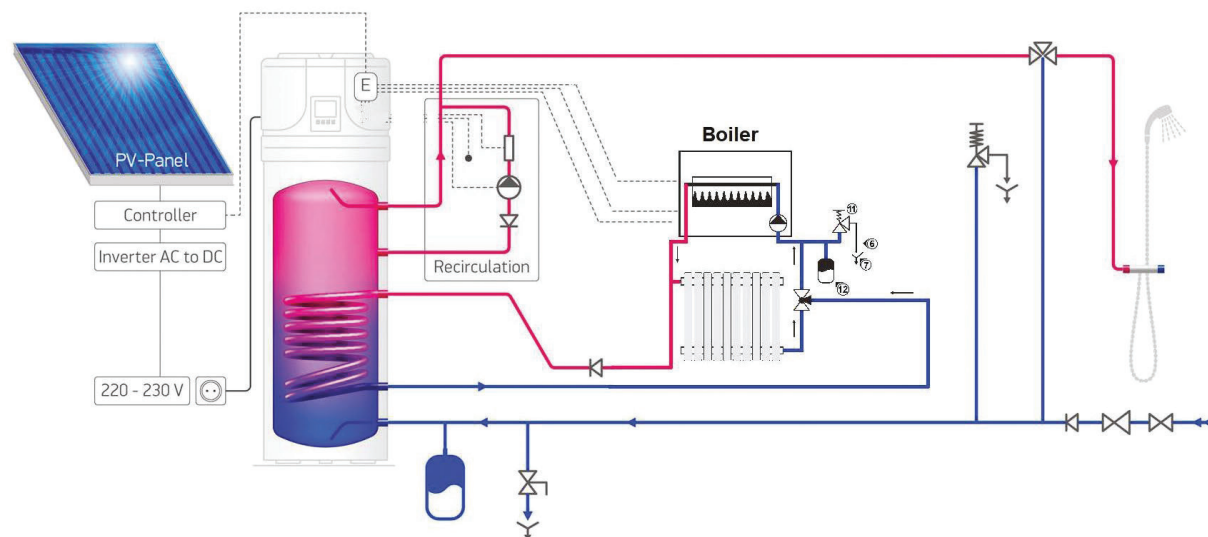 PV-Panel
Controller
Inverter AC to DC
220 - 230 V
E
Recirculation
Boiler
11
6
7
12